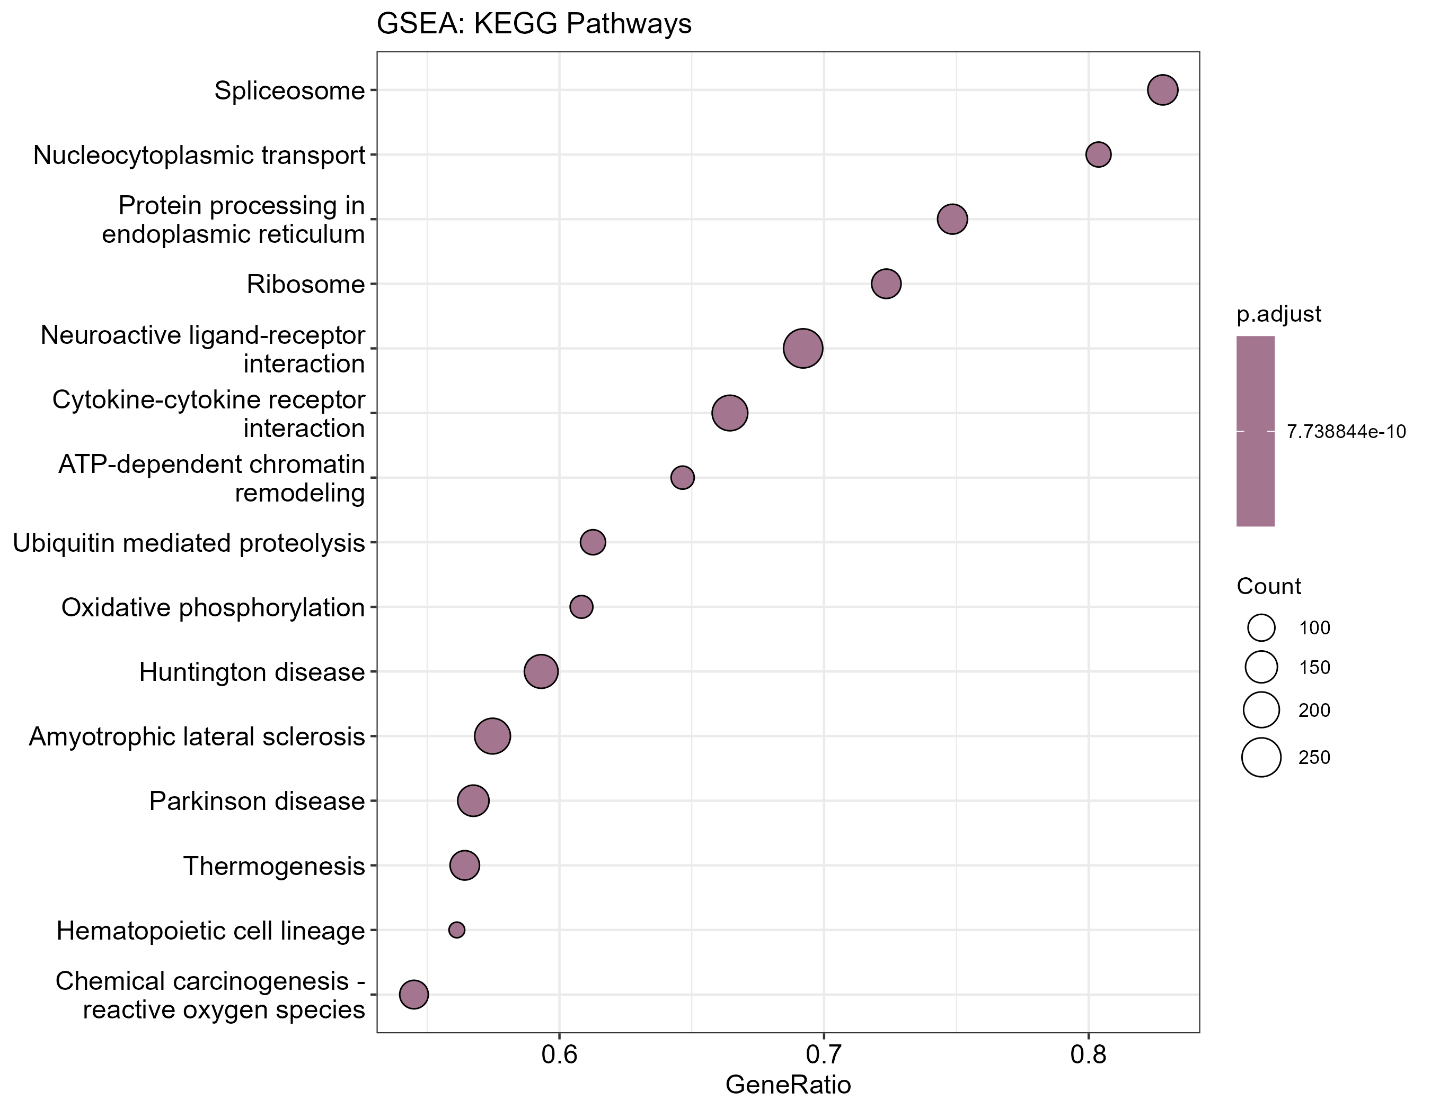 GSEA: KEGG Pathways
Spliceosome
Nucleocytoplasmic transport
Protein processing in
endoplasmic reticulum
Ribosome
Neuroactive ligand-receptor
interaction
Cytokine-cytokine receptor
interaction
ATP-dependent chromatin
remodeling
Ubiquitin mediated proteolysis
Oxidative phosphorylation
Huntington disease
Amyotrophic lateral sclerosis
Parkinson disease
Thermogenesis
Hematopoietic cell lineage
Chemical carcinogenesis -
reactive oxygen species
0.6
0.7
0.8
GeneRatio
p.adjust
7.738844e-10
Count
100
150
200
250